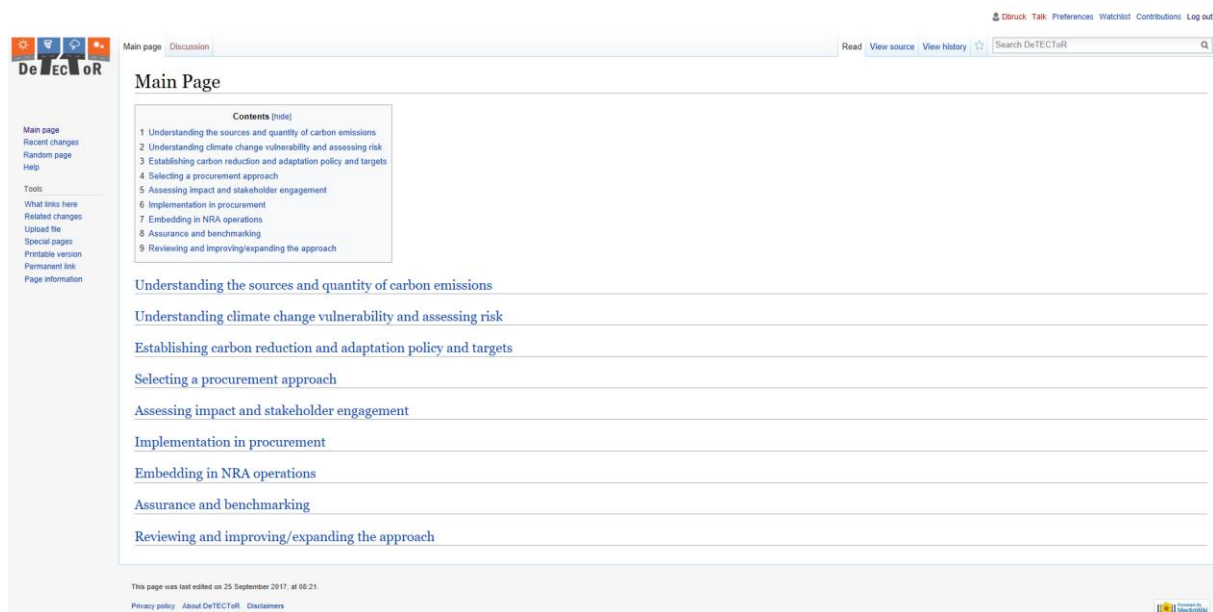 Dbruck Talk Preferences Watchlist Contributions Log out
DeTECToR
Main page Discussion
Read View source View history Search DeTECToR
Main Page
Main page
Recent changes
Random page
Help
Tools
What links here
Related changes
Upload file
Special pages
Printable version
Permanent link
Page information
Contents [hide]
1 Understanding the sources and quantity of carbon emissions
2 Understanding climate change vulnerability and assessing risk
3 Establishing carbon reduction and adaptation policy and targets
4 Selecting a procurement approach
5 Assessing impact and stakeholder engagement
6 Implementation in procurement
7 Embedding in NRA operations
8 Assurance and benchmarking
9 Reviewing and improving/expanding the approach
Understanding the sources and quantity of carbon emissions
Understanding climate change vulnerability and assessing risk
Establishing carbon reduction and adaptation policy and targets
Selecting a procurement approach
Assessing impact and stakeholder engagement
Implementation in procurement
Embedding in NRA operations
Assurance and benchmarking
Reviewing and improving/expanding the approach
This page was last edited on 25 September 2017, at 08:21.
Privacy policy About DeTECToR Disclaimers
Powered By
MediaWiki